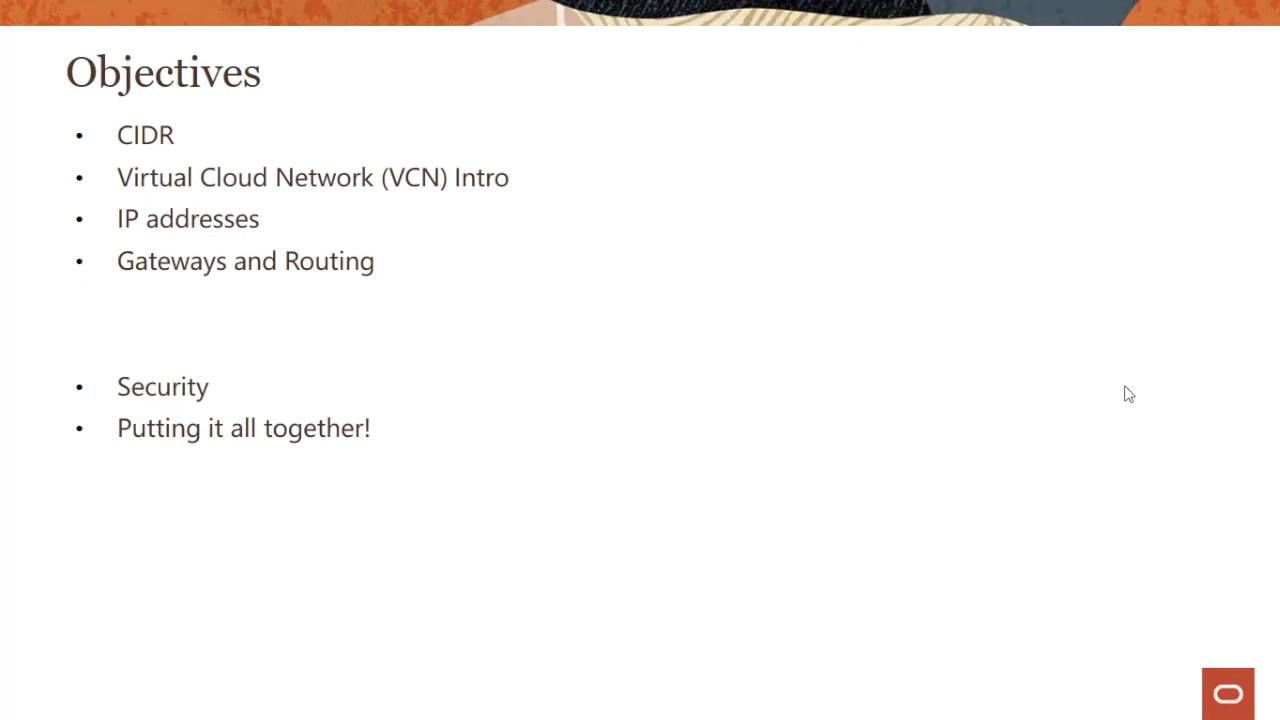 Objectives
• CIDR
• Virtual Cloud Network (VCN) Intro
• IP addresses
• Gateways and Routing
• Security
• Putting it all together!